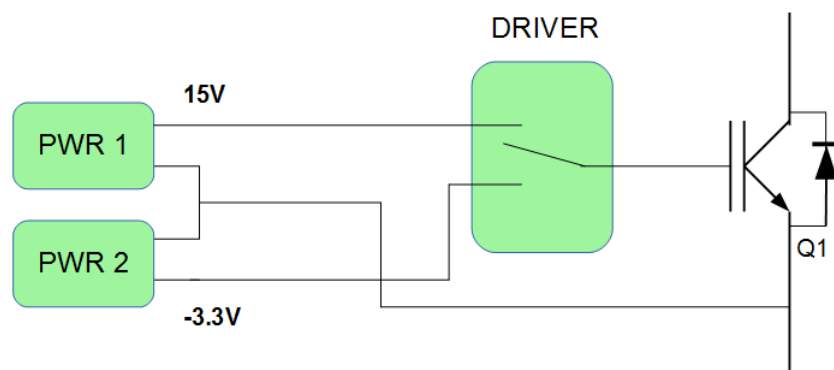 DRIVER
15V
PWR 1
PWR 2
Q1
-3.3V